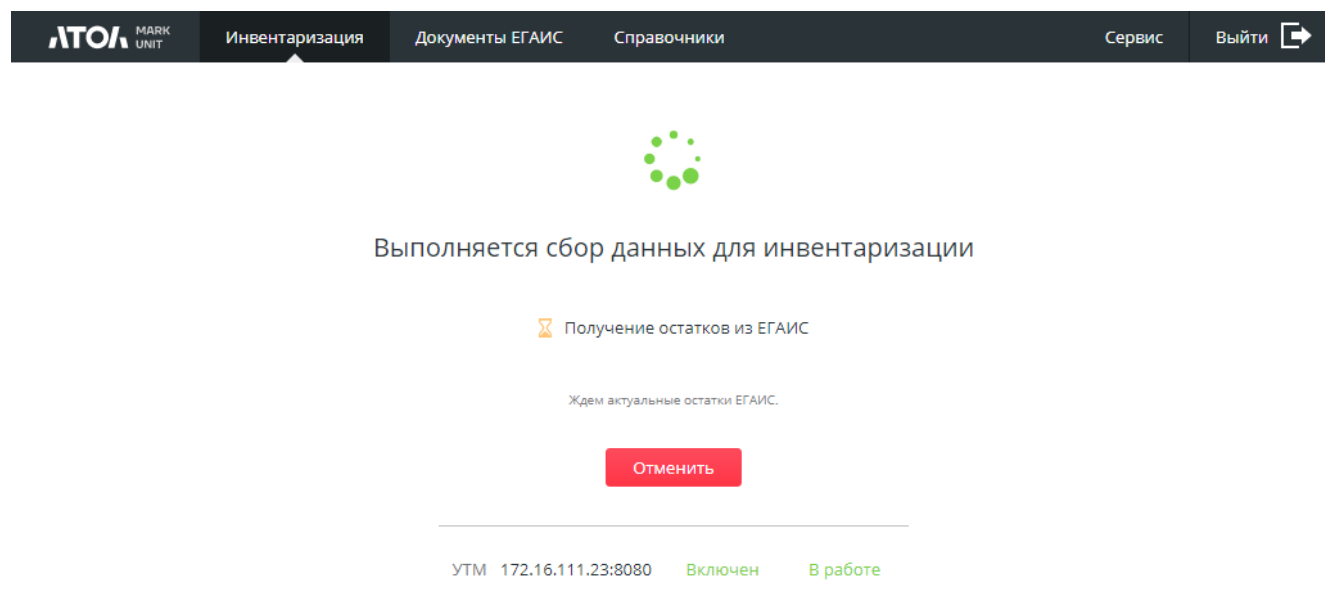 АТОЛ MARK UNIT Инвентаризация Документы ЕГАИС Справочники Сервис Выйти
Выполняется сбор данных для инвентаризации
Получение остатков из ЕГАИС
Ждем актуальные остатки ЕГАИС.
Отменить
УТМ 172.16.111.23:8080 Включен В работе